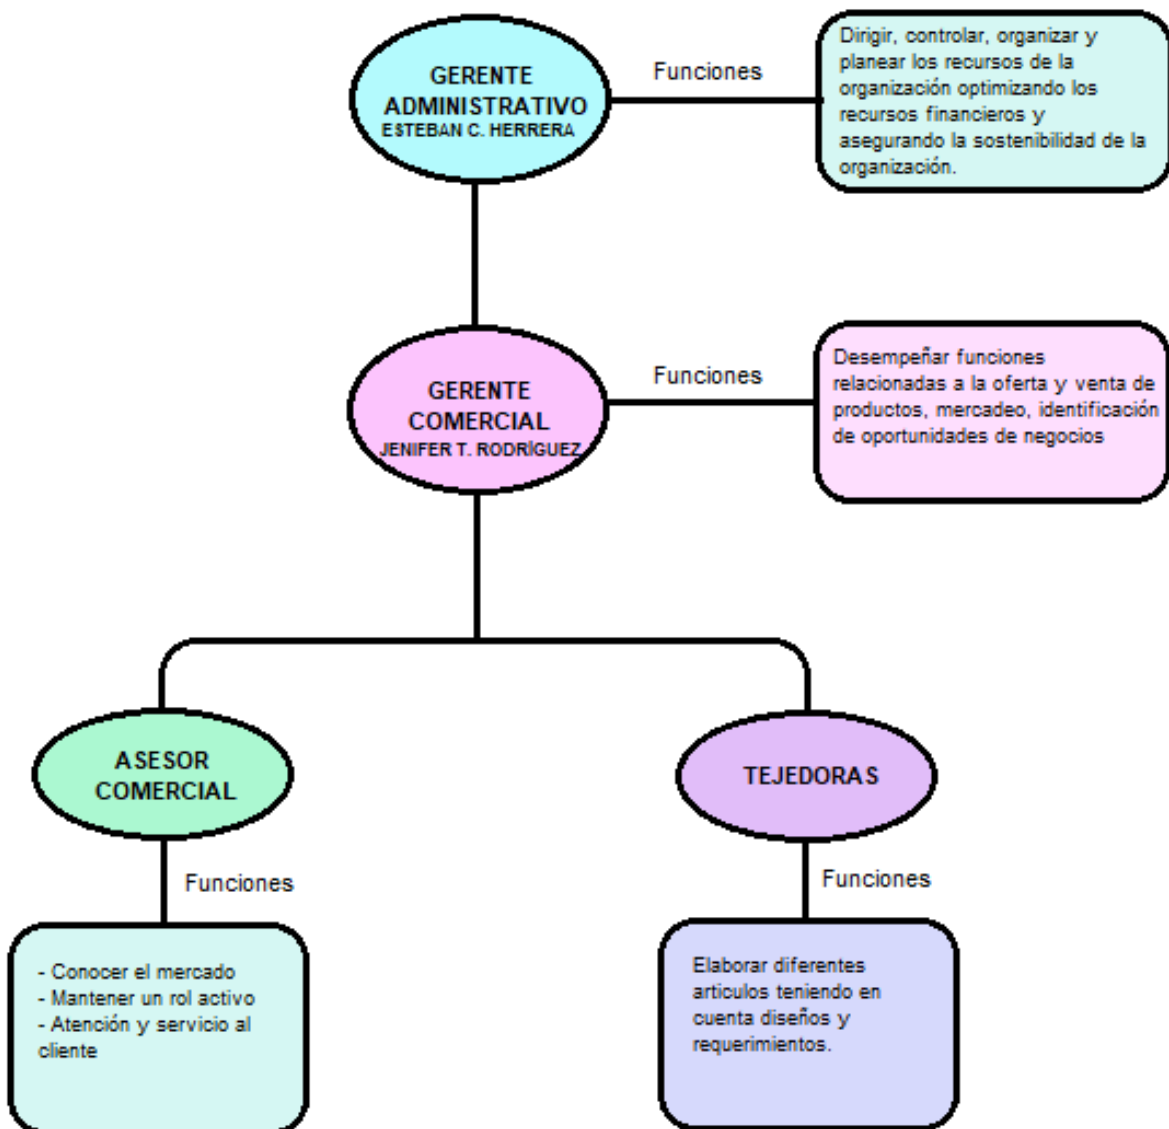 GERENTE
ADMINISTRATIVO
ESTEBAN C. HERRERA
Funciones
Dirigir, controlar, organizar y
planear los recursos de la
organización optimizando los
recursos financieros y
asegurando la sostenibilidad de la
organización.
GERENTE
COMERCIAL
JENIFER T. RODRÍGUEZ
Funciones
Desempeñar funciones
relacionadas a la oferta y venta de
productos, mercadeo, identificación
de oportunidades de negocios
ASESOR
COMERCIAL
Funciones
- Conocer el mercado
- Mantener un rol activo
- Atención y servicio al
cliente
TEJEDORAS
Funciones
Elaborar diferentes
articulos teniendo en
cuenta diseños y
requerimientos.